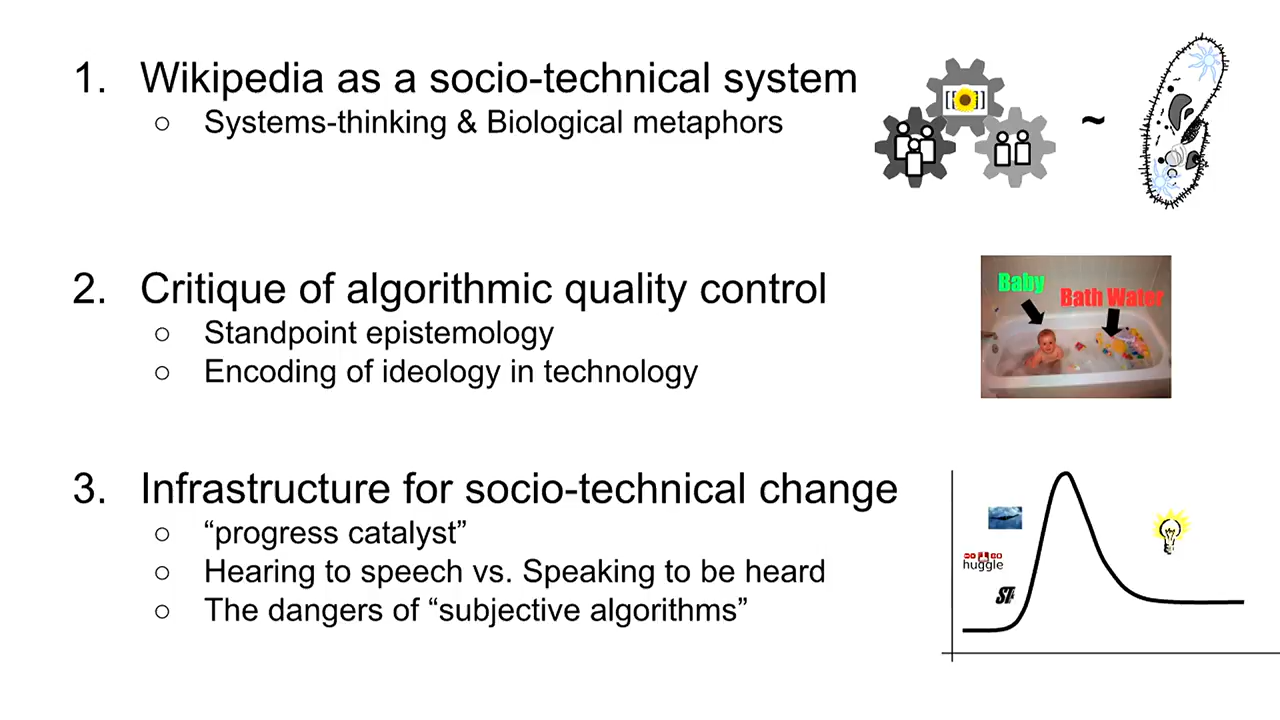 1. Wikipedia as a socio-technical system
○ Systems-thinking & Biological metaphors
~
2. Critique of algorithmic quality control
○ Standpoint epistemology
○ Encoding of ideology in technology
Baby
Bath Water
3. Infrastructure for socio-technical change
○ “progress catalyst”
○ Hearing to speech vs. Speaking to be heard
○ The dangers of “subjective algorithms”
huggle